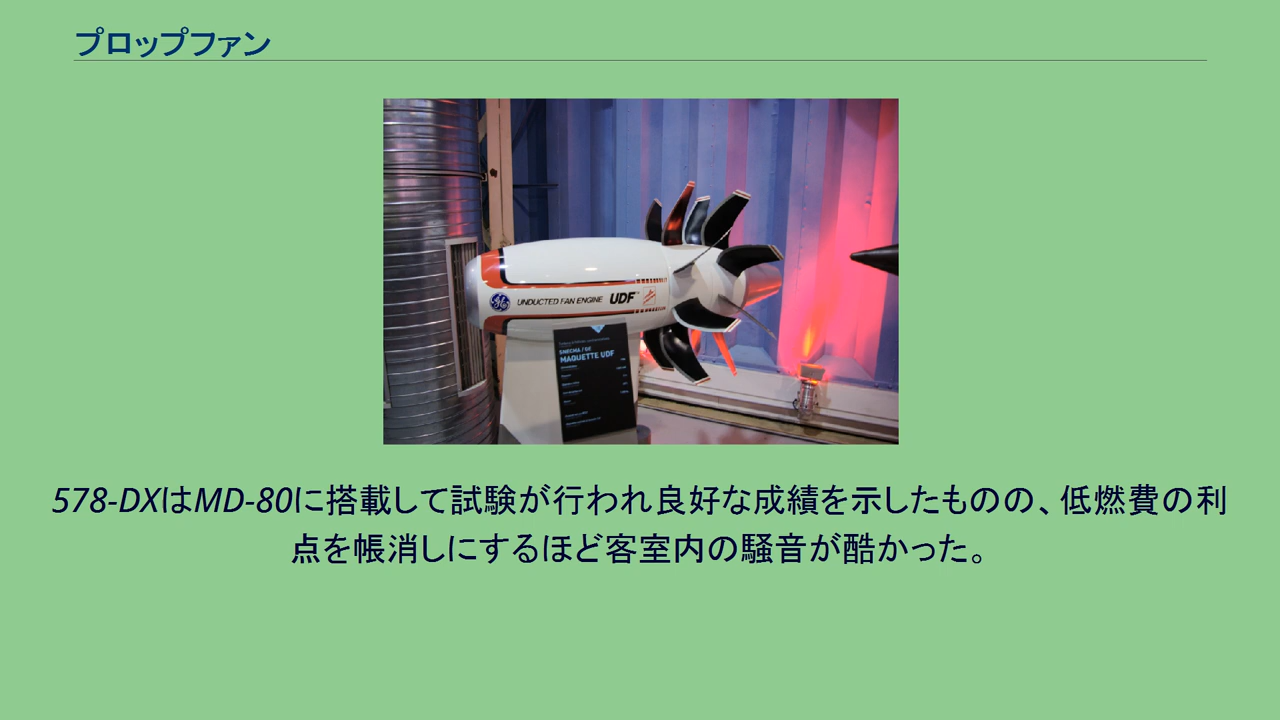 プロップファン
GE
UNDUCTED FAN ENGINE UDF
SNECMA / GE
MAQUETTE UDF
578-DXはMD-80に搭載して試験が行われ良好な成績を示したものの、低燃費の利
点を帳消しにするほど客室内の騒音が酷かった。